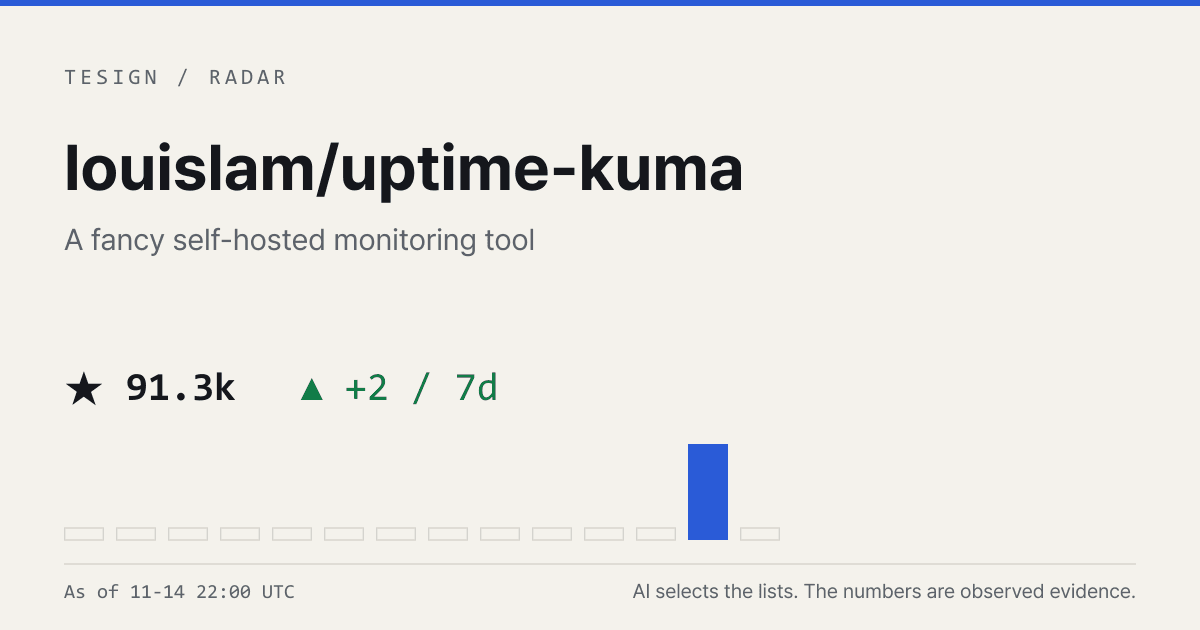 TESIGN / RADAR
louislam/uptime-kuma
A fancy self-hosted monitoring tool
★ 91.3k ▲ +2 / 7d
As of 11-14 22:00 UTC
AI selects the lists. The numbers are observed evidence.